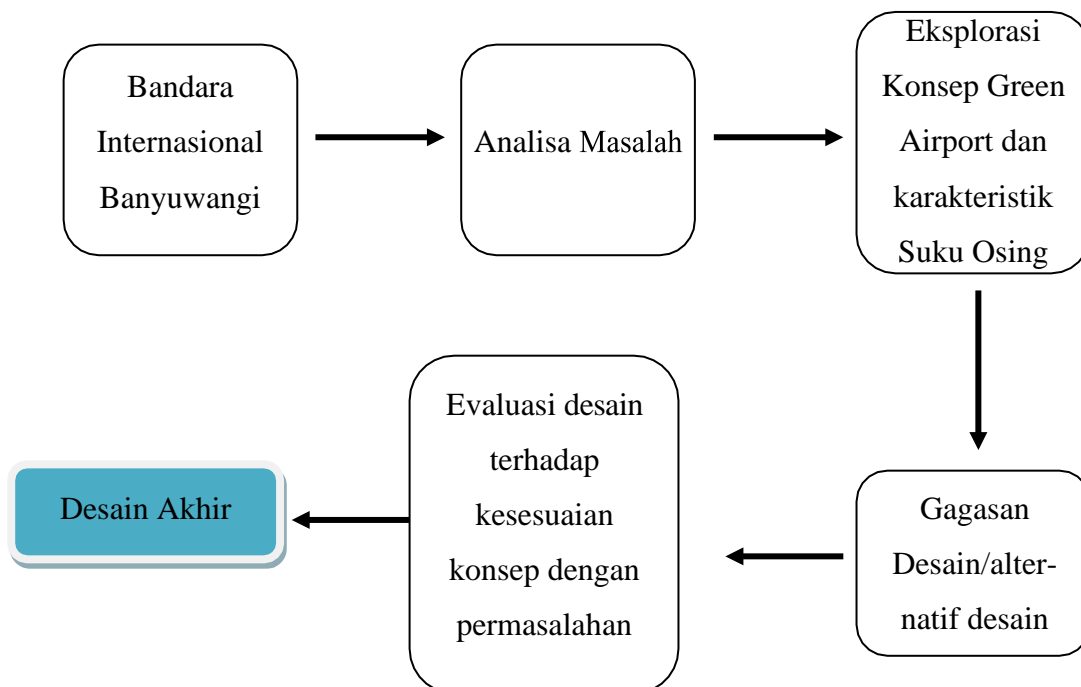 Bandara
Internasional
Banyuwangi
Analisa Masalah
Eksplorasi
Konsep Green
Airport dan
karakteristik
Suku Osing
Gagasan
Desain/alter-
natif desain
Evaluasi desain
terhadap
kesesuaian
konsep dengan
permasalahan
Desain Akhir